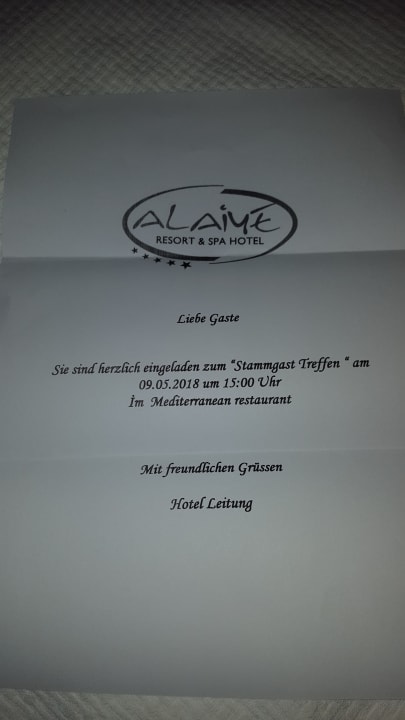 ALAIYE
RESORT & SPA HOTEL
Liebe Gaste
Sie sind herzlich eingeladen zum “Stammgast Treffen “ am
09.05.2018 um 15:00 Uhr
İm Mediterranean restaurant
Mit freundlichen Grüssen
Hotel Leitung